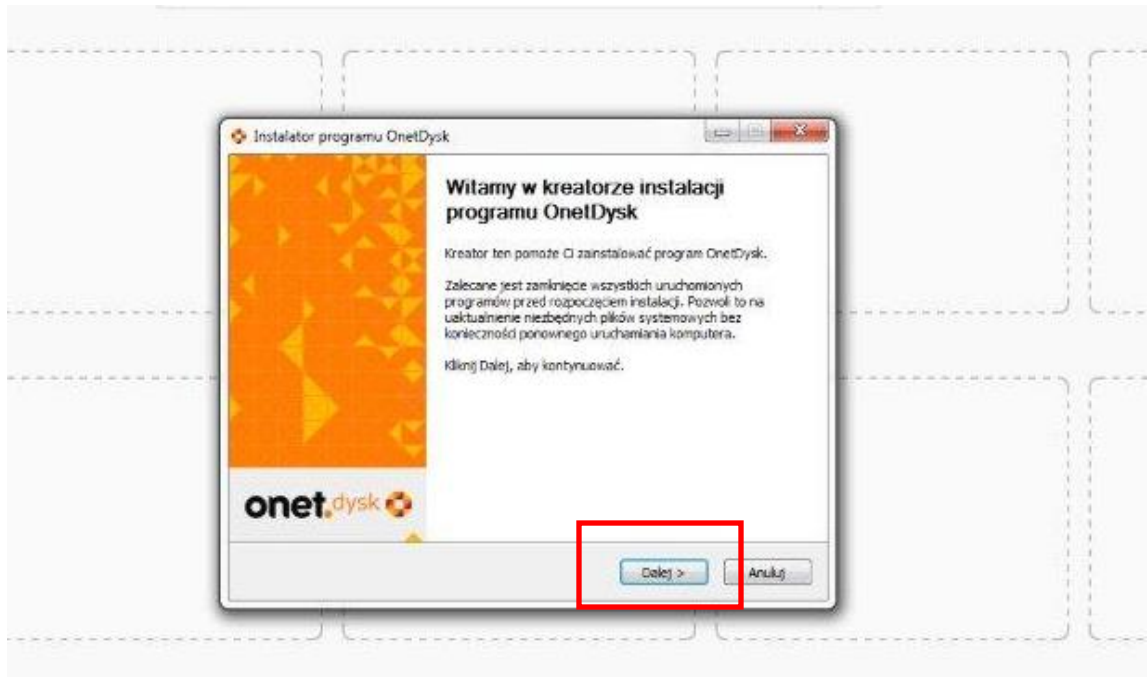 Instalator programu OnetDysk
Witamy w kreatorze instalacji
programu OnetDysk
Kreator ten pomoże Ci zainstalować program OnetDysk.
Zalecane jest zamknięcie wszystkich uruchomionych
programów przed rozpoczęciem instalacji. Pozwoli to na
uaktualnienie niezbędnych plików systemowych bez
konieczności ponownego uruchamiania komputera.
Kliknij Dalej, aby kontynuować.
onet.dysk
Dalej >
Anuluj